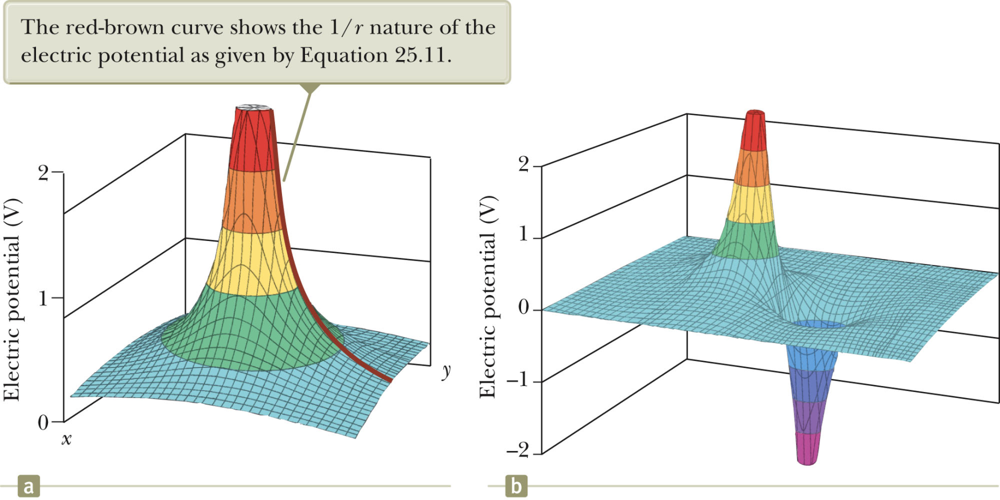 The red-brown curve shows the 1/r nature of the
electric potential as given by Equation 25.11.
Electric potential (V)
2
1
0
x
y
a
Electric potential (V)
2
1
0
−1
−2
b